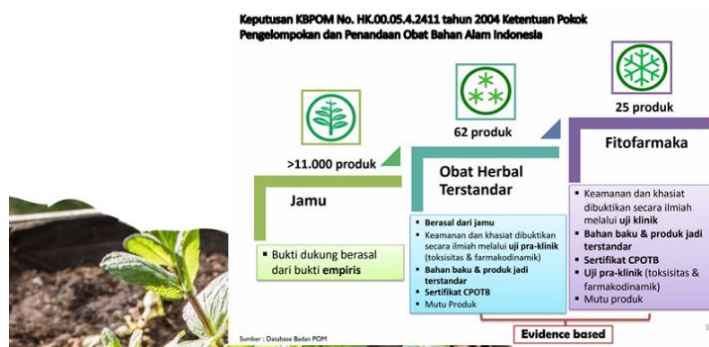 Keputusan KBPOM No. HK.00.05.4.2411 tahun 2004 Ketentuan Pokok
Pengelompokan dan Penandaan Obat Bahan Alam Indonesia
>11.000 produk
Jamu
▪ Bukti dukung berasal
dari bukti empiris
62 produk
Obat Herbal
Terstandar
▪ Berasal dari jamu
▪ Keamanan dan khasiat dibuktikan
secara ilmiah melalui uji pra-klinik
(toksisitas & farmakodinamik)
▪ Bahan baku & produk jadi
terstandar
▪ Sertifikat CPOTB
▪ Mutu Produk
25 produk
Fitofarmaka
▪ Keamanan dan khasiat
dibuktikan secara ilmiah
melalui uji klinik
▪ Bahan baku & produk jadi
terstandar
▪ Sertifikat CPOTB
▪ Uji pra-klinik (toksisitas &
farmakodinamik)
▪ Mutu produk
Evidence based
Sumber : Database Badan POM